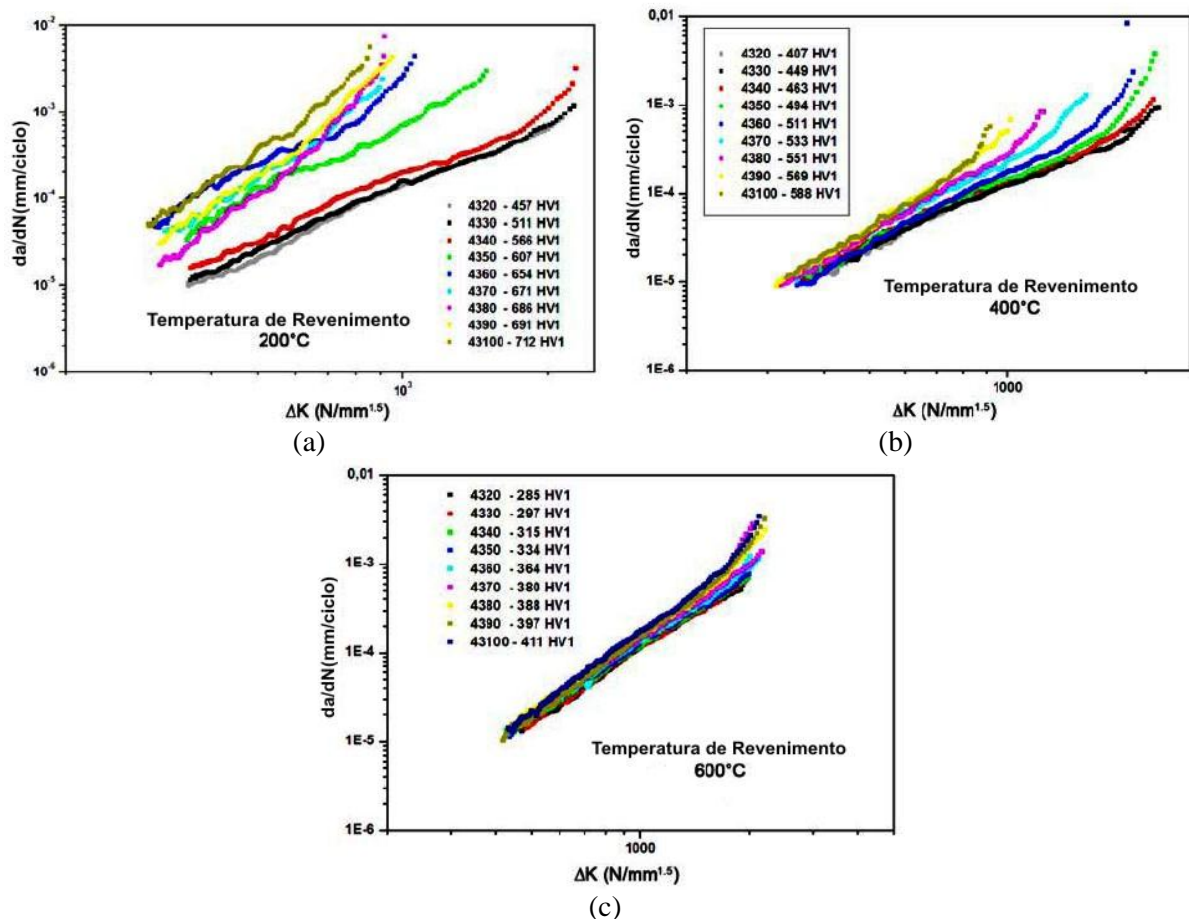 10⁻²
10⁻³
10⁻⁴
10⁻⁵
10⁻⁶
da/dN(mm/ciclo)
4320 - 457 HV1
4330 - 511 HV1
4340 - 566 HV1
4350 - 607 HV1
4360 - 654 HV1
4370 - 671 HV1
4380 - 686 HV1
4390 - 691 HV1
43100 - 712 HV1
Temperatura de Revenimento
200°C
10³
ΔK (N/mm¹·⁵)
(a)
0,01
1E-3
1E-4
1E-5
1E-6
da/dN(mm/ciclo)
4320 - 407 HV1
4330 - 449 HV1
4340 - 463 HV1
4350 - 494 HV1
4360 - 511 HV1
4370 - 533 HV1
4380 - 551 HV1
4390 - 569 HV1
43100 - 588 HV1
Temperatura de Revenimento
400°C
1000
ΔK (N/mm¹·⁵)
(b)
0,01
1E-3
1E-4
1E-5
1E-6
da/dN(mm/ciclo)
4320 - 285 HV1
4330 - 297 HV1
4340 - 315 HV1
4350 - 334 HV1
4360 - 364 HV1
4370 - 380 HV1
4380 - 388 HV1
4390 - 397 HV1
43100 - 411 HV1
Temperatura de Revenimento
600°C
1000
ΔK (N/mm¹·⁵)
(c)